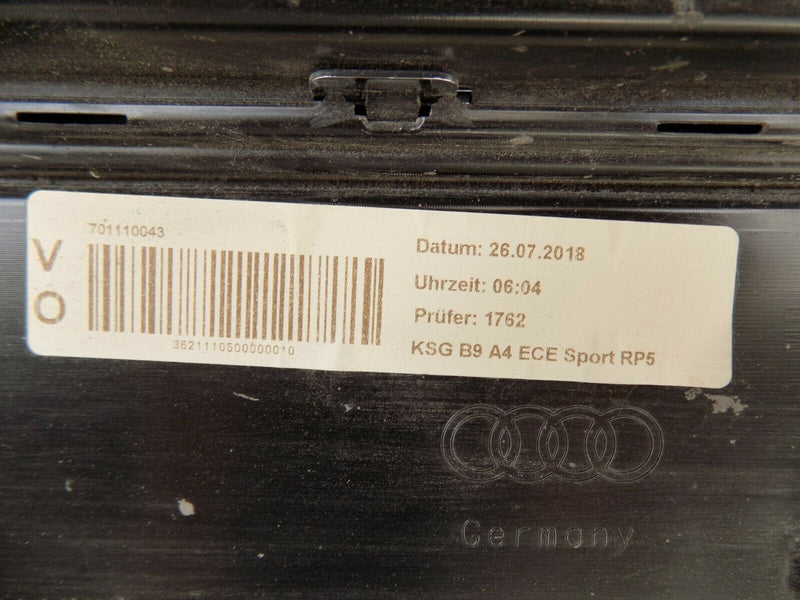 701110043
V
O
3621110500000010
Datum: 26.07.2018
Uhrzeit: 06:04
Prüfer: 1762
KSG B9 A4 ECE Sport RP5
Germany